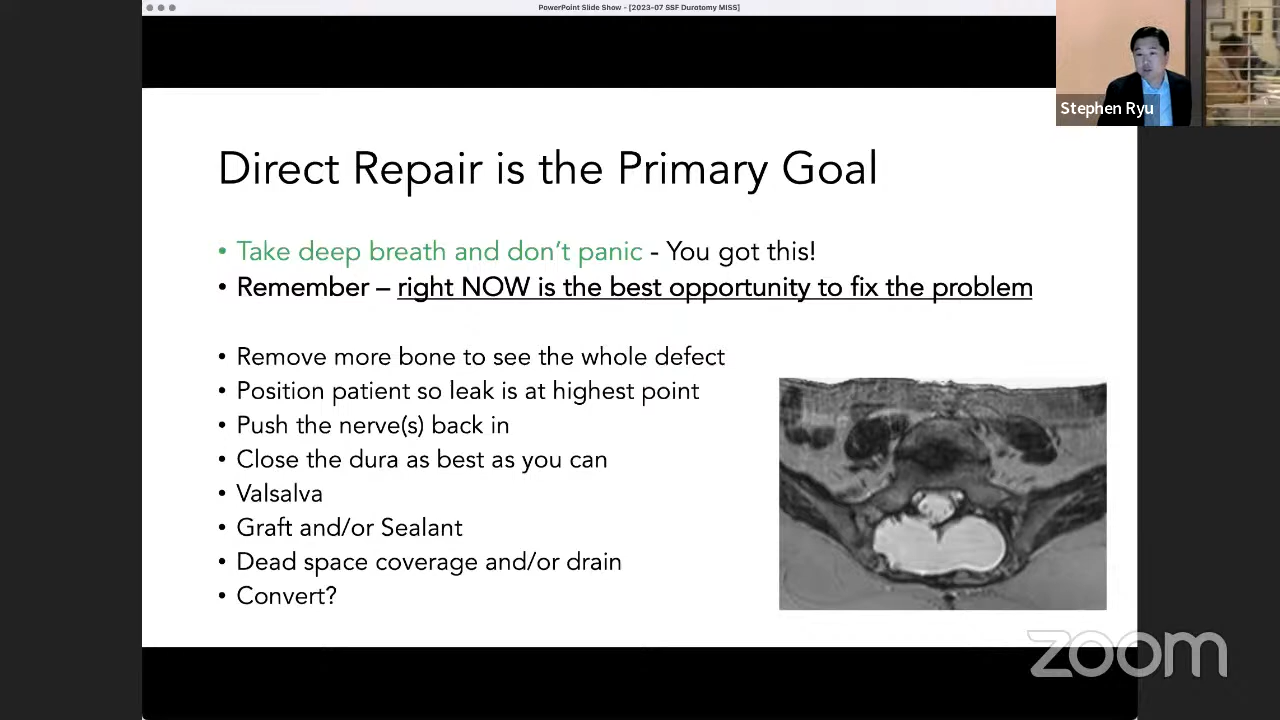 PowerPoint Slide Show - [2023-07 SSF Durotomy MISS]
Stephen Ryu
Direct Repair is the Primary Goal
• Take deep breath and don't panic - You got this!
• Remember – right NOW is the best opportunity to fix the problem
• Remove more bone to see the whole defect
• Position patient so leak is at highest point
• Push the nerve(s) back in
• Close the dura as best as you can
• Valsalva
• Graft and/or Sealant
• Dead space coverage and/or drain
• Convert?
zoom